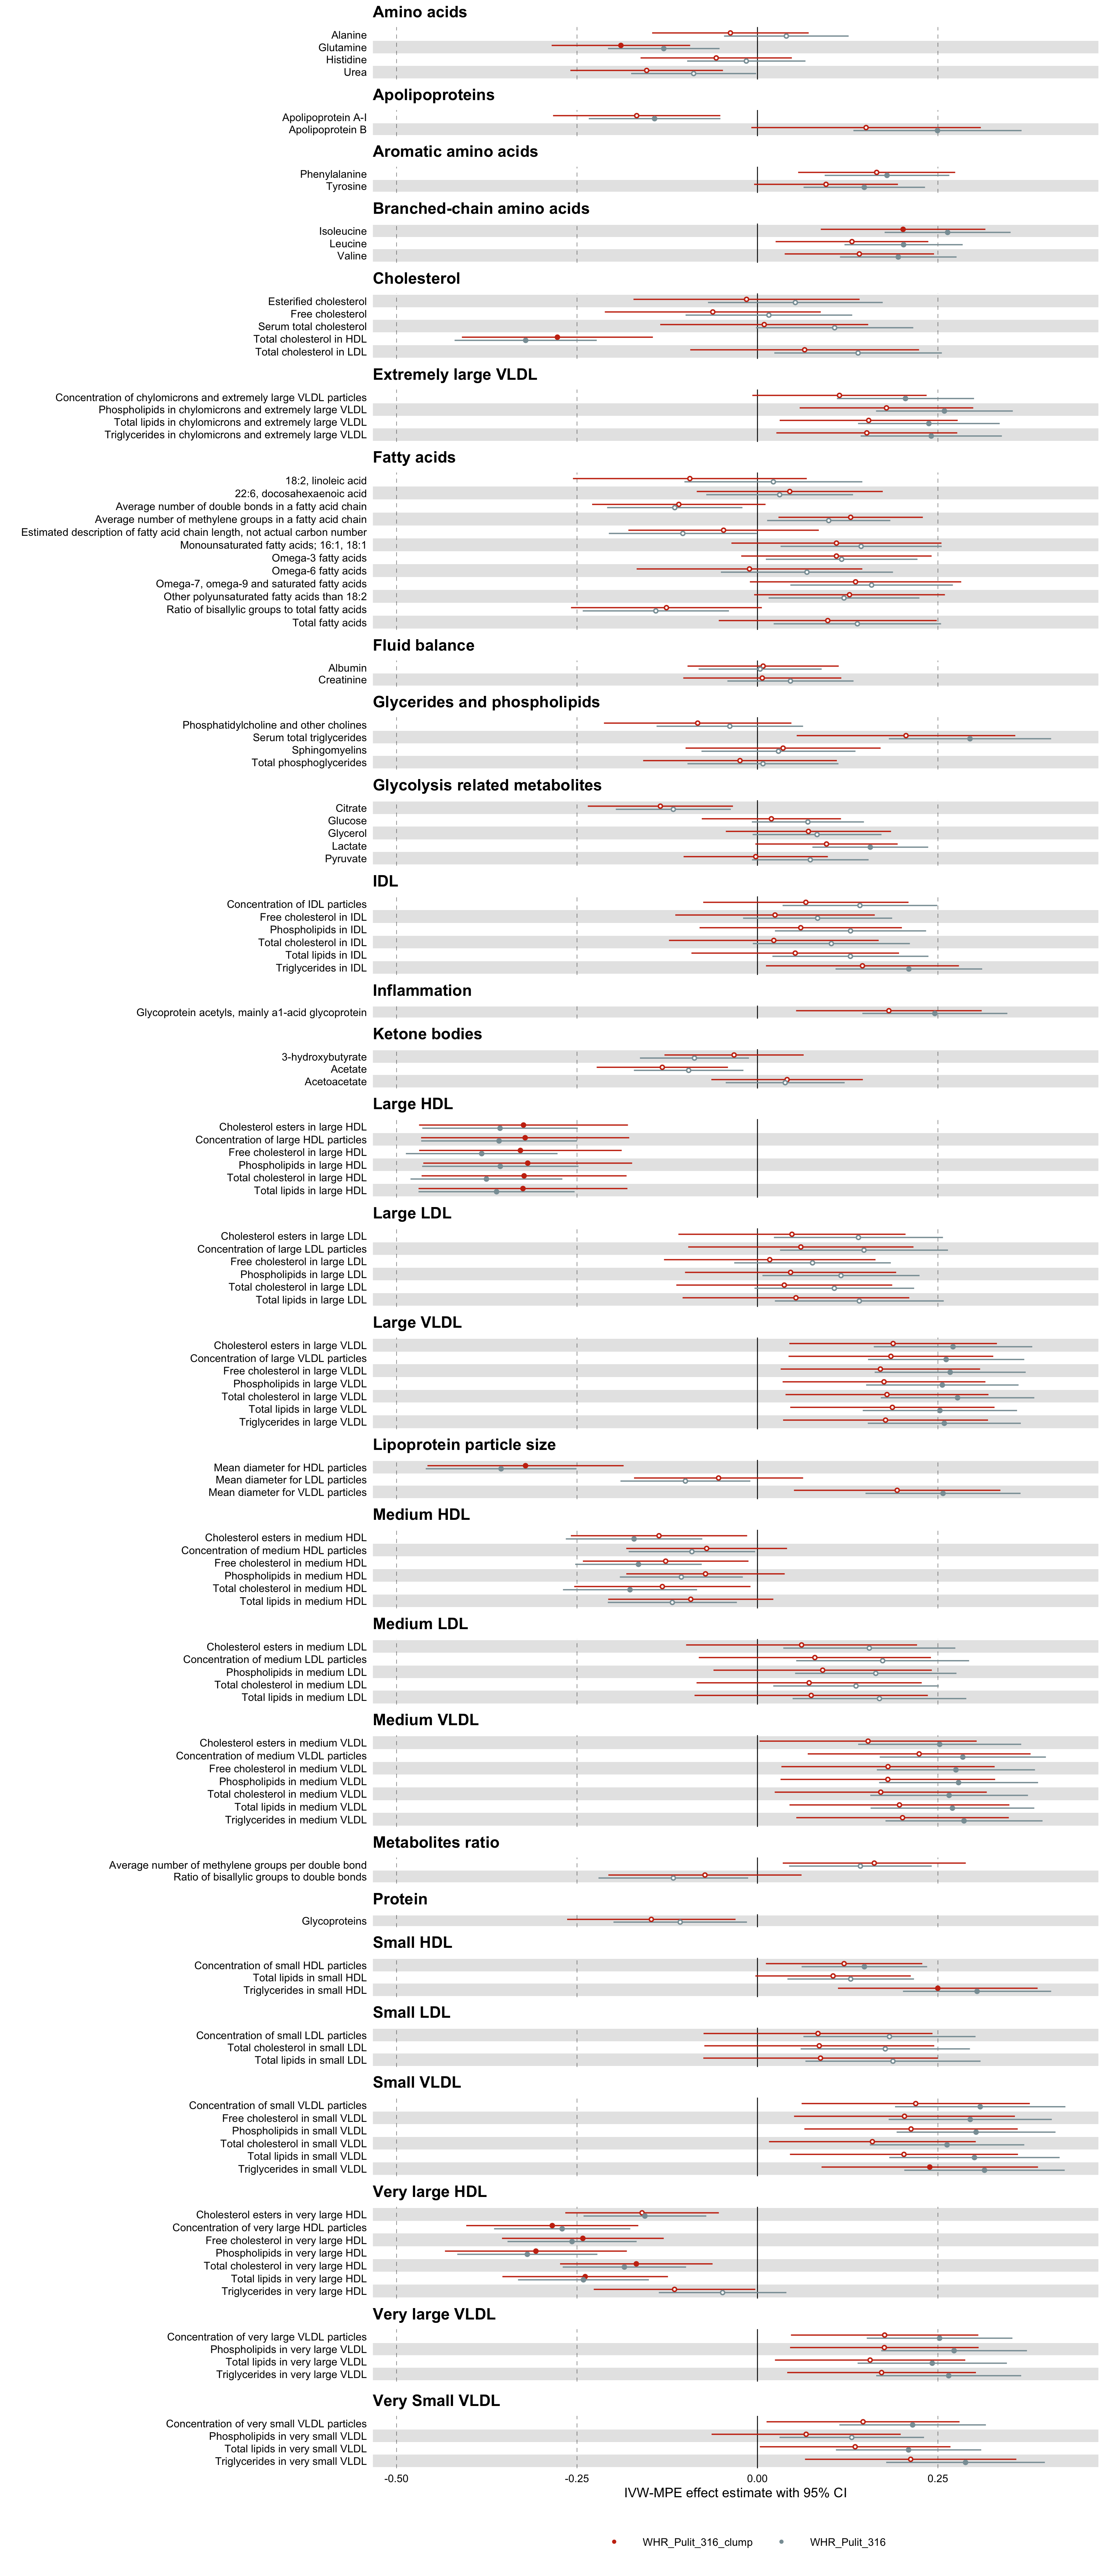 Amino acids
Alanine
Glutamine
Histidine
Urea
Apolipoproteins
Apolipoprotein A-I
Apolipoprotein B
Aromatic amino acids
Phenylalanine
Tyrosine
Branched-chain amino acids
Isoleucine
Leucine
Valine
Cholesterol
Esterified cholesterol
Free cholesterol
Serum total cholesterol
Total cholesterol in HDL
Total cholesterol in LDL
Extremely large VLDL
Concentration of chylomicrons and extremely large VLDL particles
Phospholipids in chylomicrons and extremely large VLDL
Total lipids in chylomicrons and extremely large VLDL
Triglycerides in chylomicrons and extremely large VLDL
Fatty acids
18:2, linoleic acid
22:6, docosahexaenoic acid
Average number of double bonds in a fatty acid chain
Average number of methylene groups in a fatty acid chain
Estimated description of fatty acid chain length, not actual carbon number
Monounsaturated fatty acids; 16:1, 18:1
Omega-3 fatty acids
Omega-6 fatty acids
Omega-7, omega-9 and saturated fatty acids
Other polyunsaturated fatty acids than 18:2
Ratio of bisallylic groups to total fatty acids
Total fatty acids
Fluid balance
Albumin
Creatinine
Glycerides and phospholipids
Phosphatidylcholine and other cholines
Serum total triglycerides
Sphingomyelins
Total phosphoglycerides
Glycolysis related metabolites
Citrate
Glucose
Glycerol
Lactate
Pyruvate
IDL
Concentration of IDL particles
Free cholesterol in IDL
Phospholipids in IDL
Total cholesterol in IDL
Total lipids in IDL
Triglycerides in IDL
Inflammation
Glycoprotein acetyls, mainly a1-acid glycoprotein
Ketone bodies
3-hydroxybutyrate
Acetate
Acetoacetate
Large HDL
Cholesterol esters in large HDL
Concentration of large HDL particles
Free cholesterol in large HDL
Phospholipids in large HDL
Total cholesterol in large HDL
Total lipids in large HDL
Large LDL
Cholesterol esters in large LDL
Concentration of large LDL particles
Free cholesterol in large LDL
Phospholipids in large LDL
Total cholesterol in large LDL
Total lipids in large LDL
Large VLDL
Cholesterol esters in large VLDL
Concentration of large VLDL particles
Free cholesterol in large VLDL
Phospholipids in large VLDL
Total cholesterol in large VLDL
Total lipids in large VLDL
Triglycerides in large VLDL
Lipoprotein particle size
Mean diameter for HDL particles
Mean diameter for LDL particles
Mean diameter for VLDL particles
Medium HDL
Cholesterol esters in medium HDL
Concentration of medium HDL particles
Free cholesterol in medium HDL
Phospholipids in medium HDL
Total cholesterol in medium HDL
Total lipids in medium HDL
Medium LDL
Cholesterol esters in medium LDL
Concentration of medium LDL particles
Phospholipids in medium LDL
Total cholesterol in medium LDL
Total lipids in medium LDL
Medium VLDL
Cholesterol esters in medium VLDL
Concentration of medium VLDL particles
Free cholesterol in medium VLDL
Phospholipids in medium VLDL
Total cholesterol in medium VLDL
Total lipids in medium VLDL
Triglycerides in medium VLDL
Metabolites ratio
Average number of methylene groups per double bond
Ratio of bisallylic groups to double bonds
Protein
Glycoproteins
Small HDL
Concentration of small HDL particles
Total lipids in small HDL
Triglycerides in small HDL
Small LDL
Concentration of small LDL particles
Total cholesterol in small LDL
Total lipids in small LDL
Small VLDL
Concentration of small VLDL particles
Free cholesterol in small VLDL
Phospholipids in small VLDL
Total cholesterol in small VLDL
Total lipids in small VLDL
Triglycerides in small VLDL
Very large HDL
Cholesterol esters in very large HDL
Concentration of very large HDL particles
Free cholesterol in very large HDL
Phospholipids in very large HDL
Total cholesterol in very large HDL
Total lipids in very large HDL
Triglycerides in very large HDL
Very large VLDL
Concentration of very large VLDL particles
Phospholipids in very large VLDL
Total lipids in very large VLDL
Triglycerides in very large VLDL
Very Small VLDL
Concentration of very small VLDL particles
Phospholipids in very small VLDL
Total lipids in very small VLDL
Triglycerides in very small VLDL
-0.50 -0.25 0.00 0.25
IVW-MPE effect estimate with 95% CI
WHR_Pulit_316_clump WHR_Pulit_316